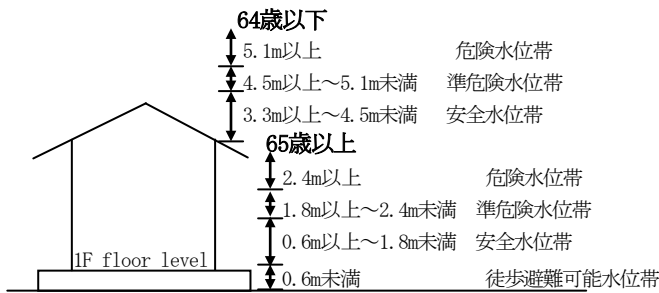 64歳以下
5.1m以上 危険水位帯
4.5m以上～5.1m未満 準危険水位帯
3.3m以上～4.5m未満 安全水位帯
65歳以上
2.4m以上 危険水位帯
1.8m以上～2.4m未満 準危険水位帯
0.6m以上～1.8m未満 安全水位帯
1F floor level
0.6m未満 徒歩避難可能水位帯